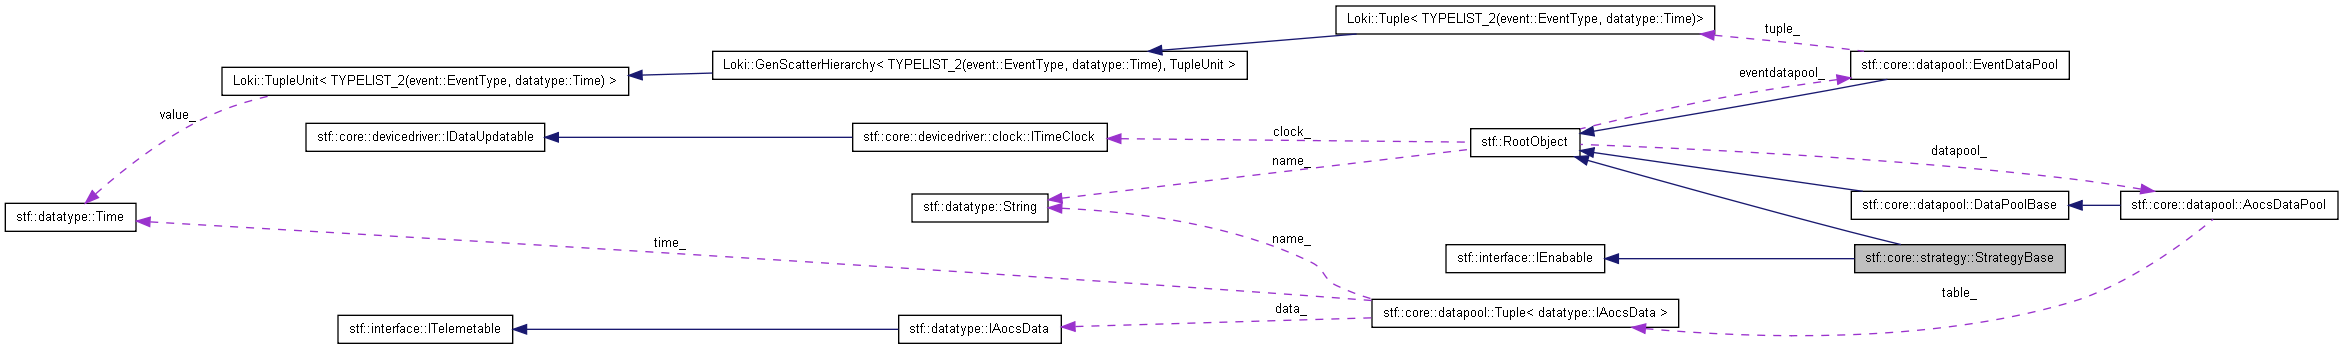 Loki::Tuple< TYPELIST_2(event::EventType, datatype::Time)>
tuple_
Loki::GenScatterHierarchy< TYPELIST_2(event::EventType, datatype::Time), TupleUnit >
stf::core::datapool::EventDataPool
Loki::TupleUnit< TYPELIST_2(event::EventType, datatype::Time) >
eventdatapool_
value_
stf::core::devicedriver::IDataUpdatable
stf::core::devicedriver::clock::ITimeClock
clock_
stf::RootObject
datapool_
name_
stf::datatype::String
stf::core::datapool::DataPoolBase
stf::core::datapool::AocsDataPool
stf::datatype::Time
time_
name_
stf::interface::IEnabable
stf::core::strategy::StrategyBase
table_
data_
stf::core::datapool::Tuple< datatype::IAocsData >
stf::interface::ITelemetable
stf::datatype::IAocsData